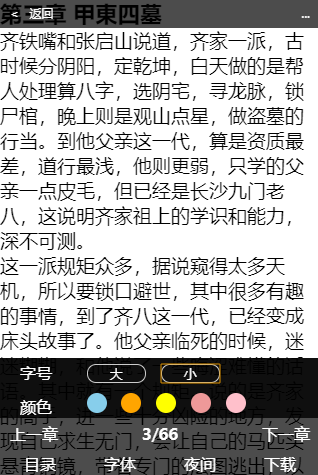 第三章 甲東四墓
< 返回 ...
齐铁嘴和张启山说道，齐家一派，古
时候分阴阳，定乾坤，白天做的是帮
人处理算八字，选阴宅，寻龙脉，锁
尸棺，晚上则是观山点星，做盗墓的
行当。到他父亲这一代，算是资质最
差，道行最浅，他则更弱，只学的父
亲一点皮毛，但已经是长沙九门老
八，这说明齐家祖上的学识和能力，
深不可测。
这一派规矩众多，据说窥得太多天
机，所以要锁口避世，其中很多有趣
的事情，到了齐八这一代，已经变成
床头故事了。他父亲临死的时候，迷
字号 大 小
颜色
上一章 3/66 下一章
目录 字体 夜间 下载